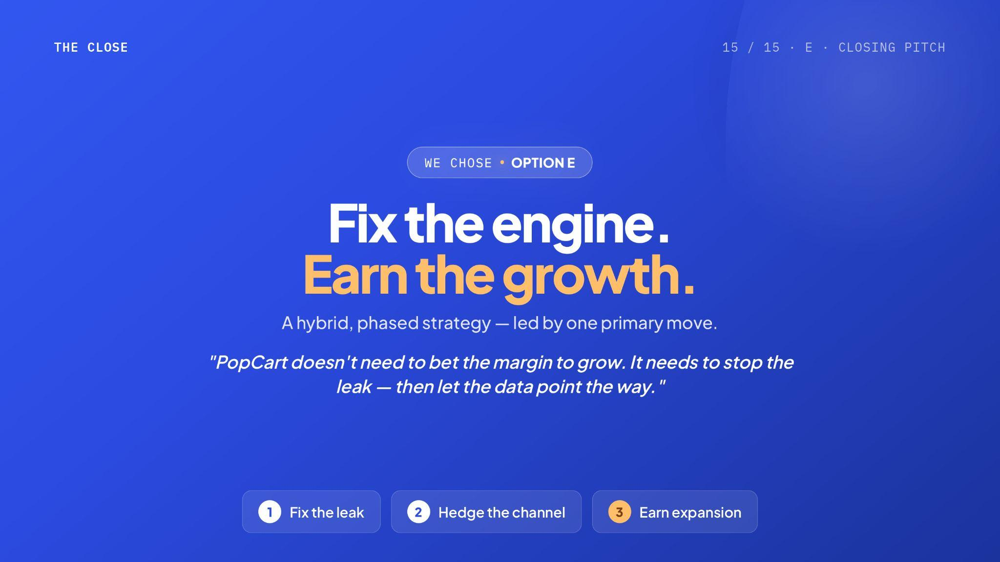 THE CLOSE
15 / 15 · E · CLOSING PITCH
WE CHOSE • OPTION E
Fix the engine.
Earn the growth.
A hybrid, phased strategy — led by one primary move.
"PopCart doesn't need to bet the margin to grow. It needs to stop the
leak — then let the data point the way."
1 Fix the leak
2 Hedge the channel
3 Earn expansion